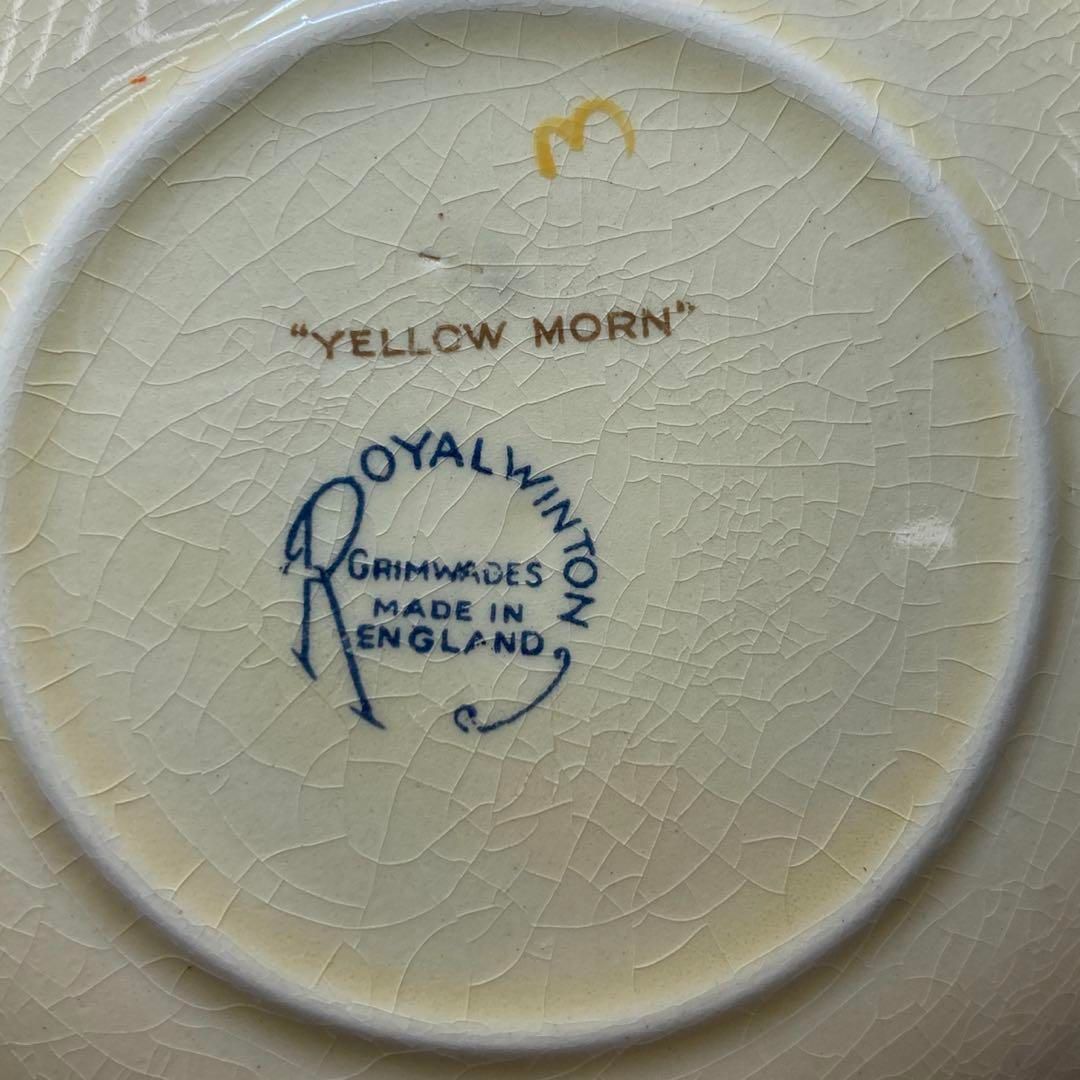 "YELLOW MORN"
ROYAL WINTON
GRIMWADES
MADE IN
ENGLAND